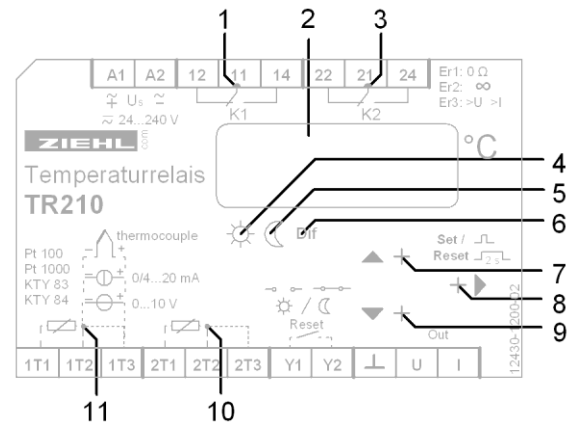 1 2 3
A1 A2 12 11 14 22 21 24
Er1: 0 Ω
Er2: ∞
Er3: >U >I
Us
24...240 V
K1 K2
ZIEHL
°C
Temperaturrelais
TR210
4
5
Dif 6
thermocouple
Pt 100
Pt 1000
KTY 83
KTY 84
0/4...20 mA
0...10 V
Set /
Reset 2 s
7
8
9
/
Reset
Out
12430-1200-02
1T1 1T2 1T3 2T1 2T2 2T3 Y1 Y2 ⊥ U I
11 10